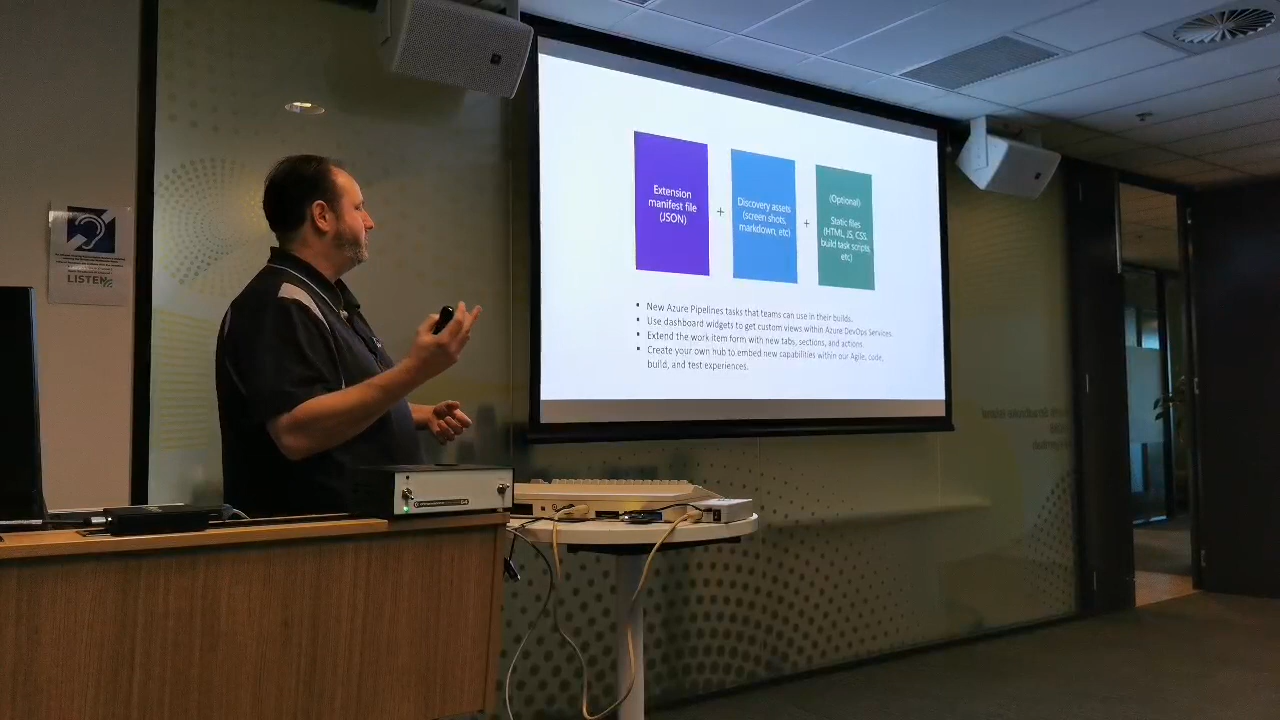 Extension
manifest file
(JSON)
+
Discovery assets
(screen shots,
markdown, etc)
+
(Optional)
Static files
(HTML, JS, CSS,
build task scripts,
etc)
▪ New Azure Pipelines tasks that teams can use in their builds.
▪ Use dashboard widgets to get custom views within Azure DevOps Services.
▪ Extend the work item form with new tabs, sections, and actions.
▪ Create your own hub to embed new capabilities within our Agile, code,
build, and test experiences.
LISTEN